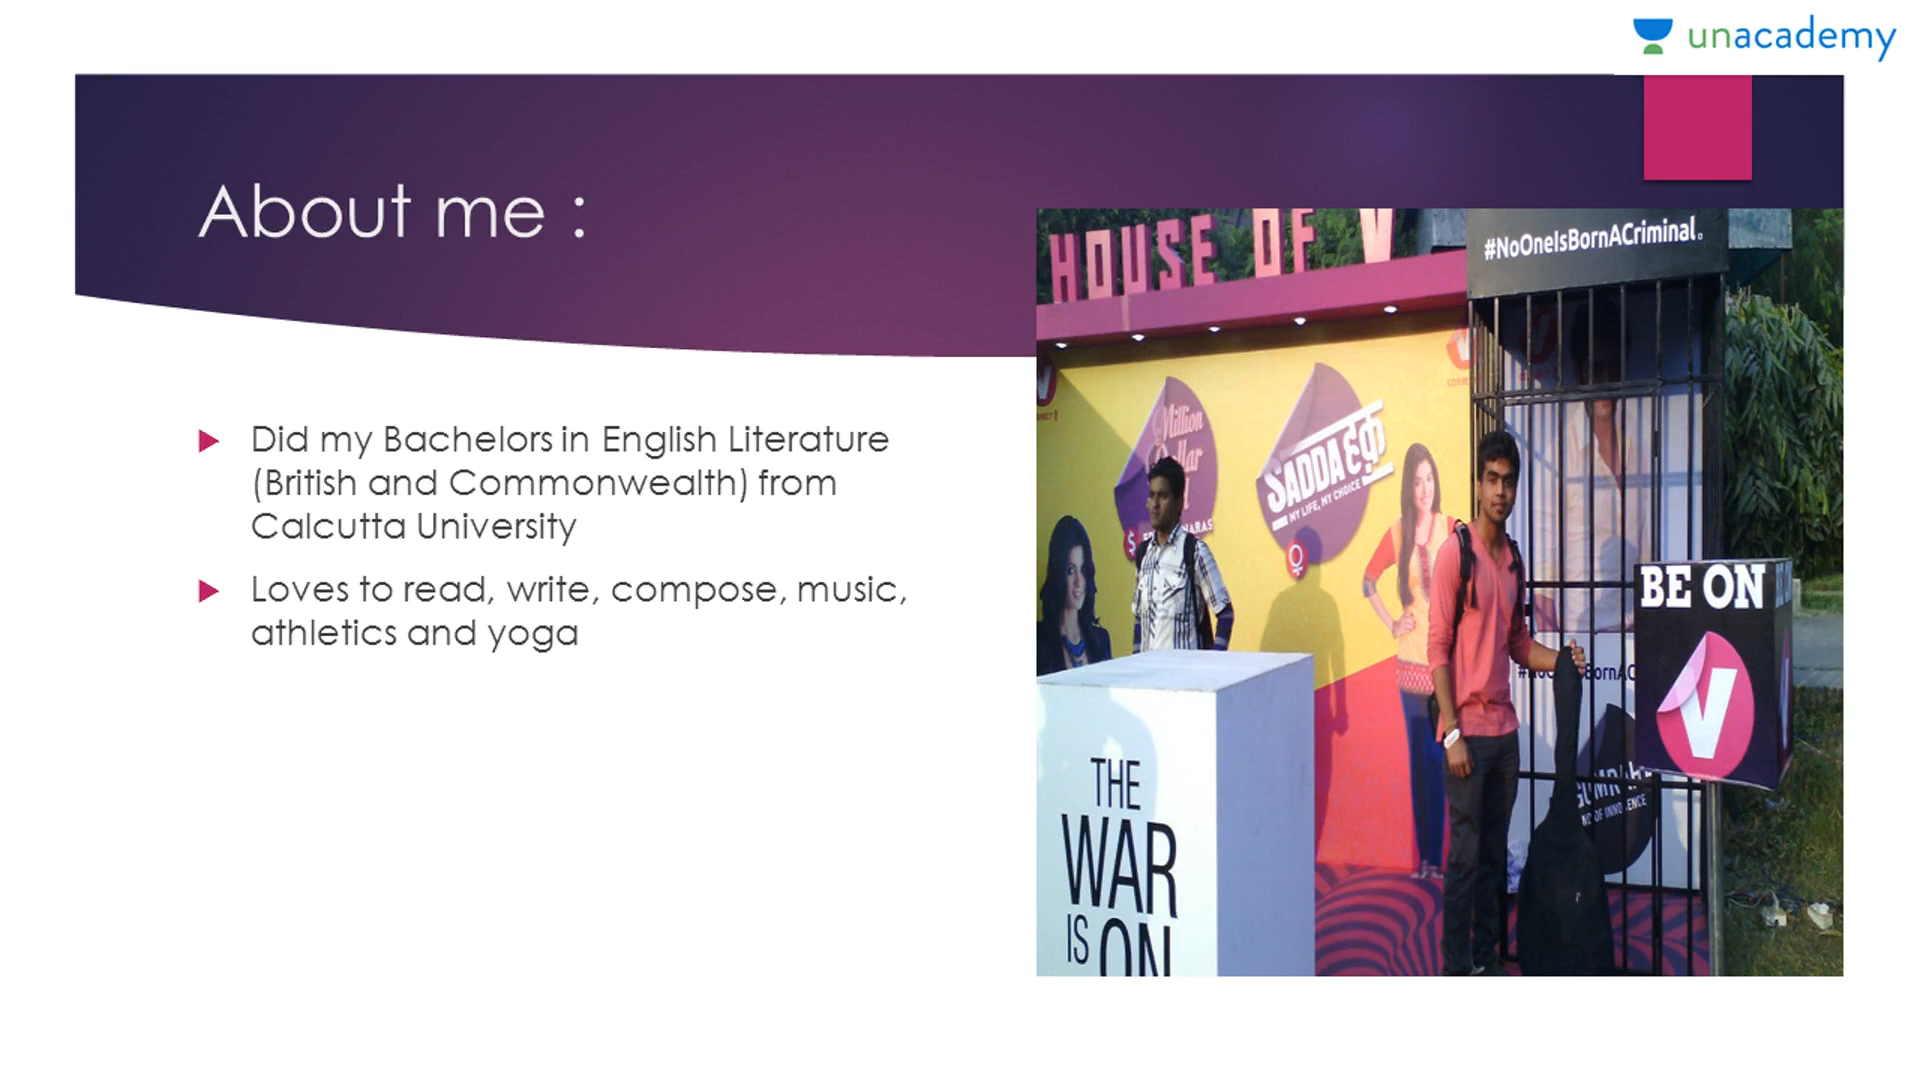 unacademy
About me :
Did my Bachelors in English Literature
(British and Commonwealth) from
Calcutta University
Loves to read, write, compose, music,
athletics and yoga
HOUSE OF V
#NoOneIsBornACriminal.
Million
SADDA हक़
MY LIFE, MY CHOICE
BE ON
V
THE
WAR
IS ON